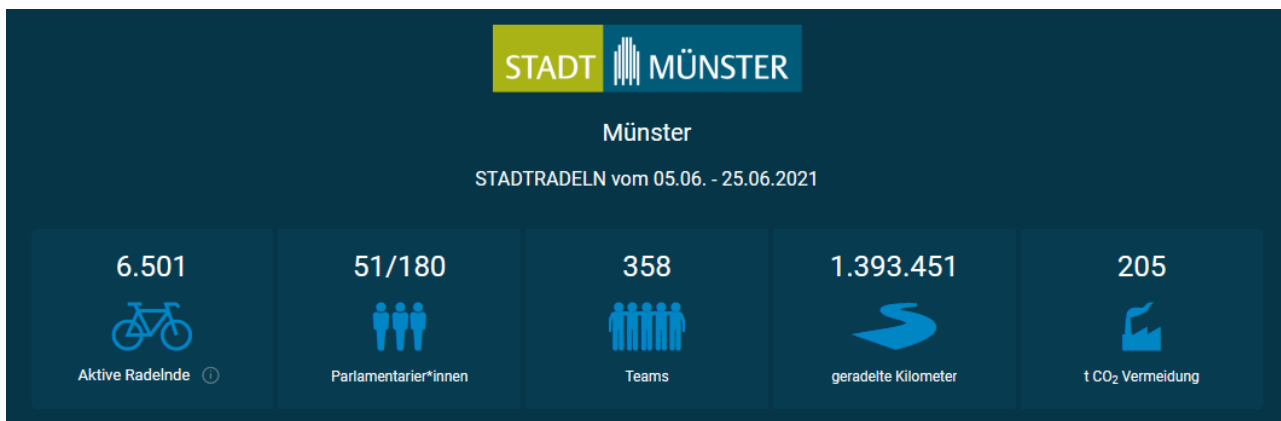 STADT MÜNSTER
Münster
STADTRADELN vom 05.06. - 25.06.2021
6.501
Aktive Radelnde
51/180
Parlamentarier*innen
358
Teams
1.393.451
geradelte Kilometer
205
t CO₂ Vermeidung